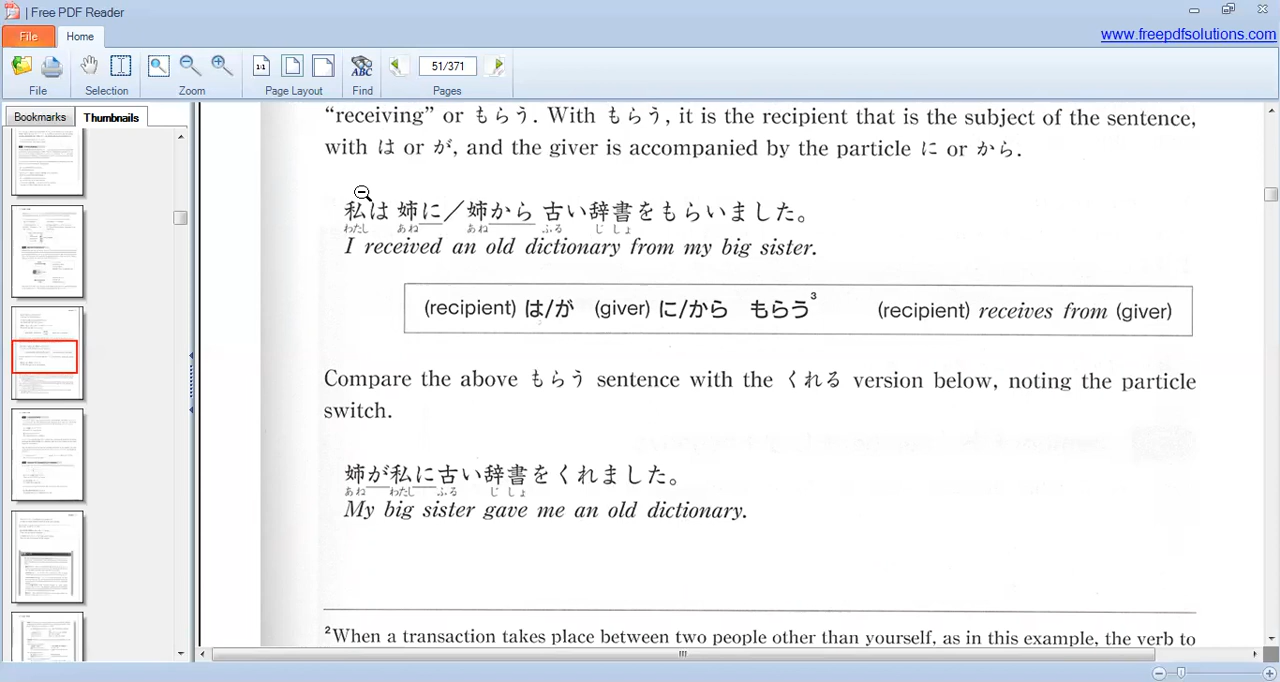 Free PDF Reader
File
Home
www.freepdfsolutions.com
51/371
File
Selection
Zoom
Page Layout
ABC
Find
Pages
Bookmarks
Thumbnails
“receiving” or もらう. With もらう, it is the recipient that is the subject of the sentence,
with は or が, and the giver is accompanied by the particle に or から.
私は 姉に／姉から 古い辞書をもらいました。
わたし あね あね ふる じ しょ
I received an old dictionary from my big sister.
(recipient) は/が (giver) に/から もらう3 (recipient) receives from (giver)
Compare the above もらう sentence with the くれる version below, noting the particle
switch.
姉が私に古い辞書をくれました。
あね わたし ふる じ しょ
My big sister gave me an old dictionary.
2When a transaction takes place between two people other than yourself, as in this example, the verb to